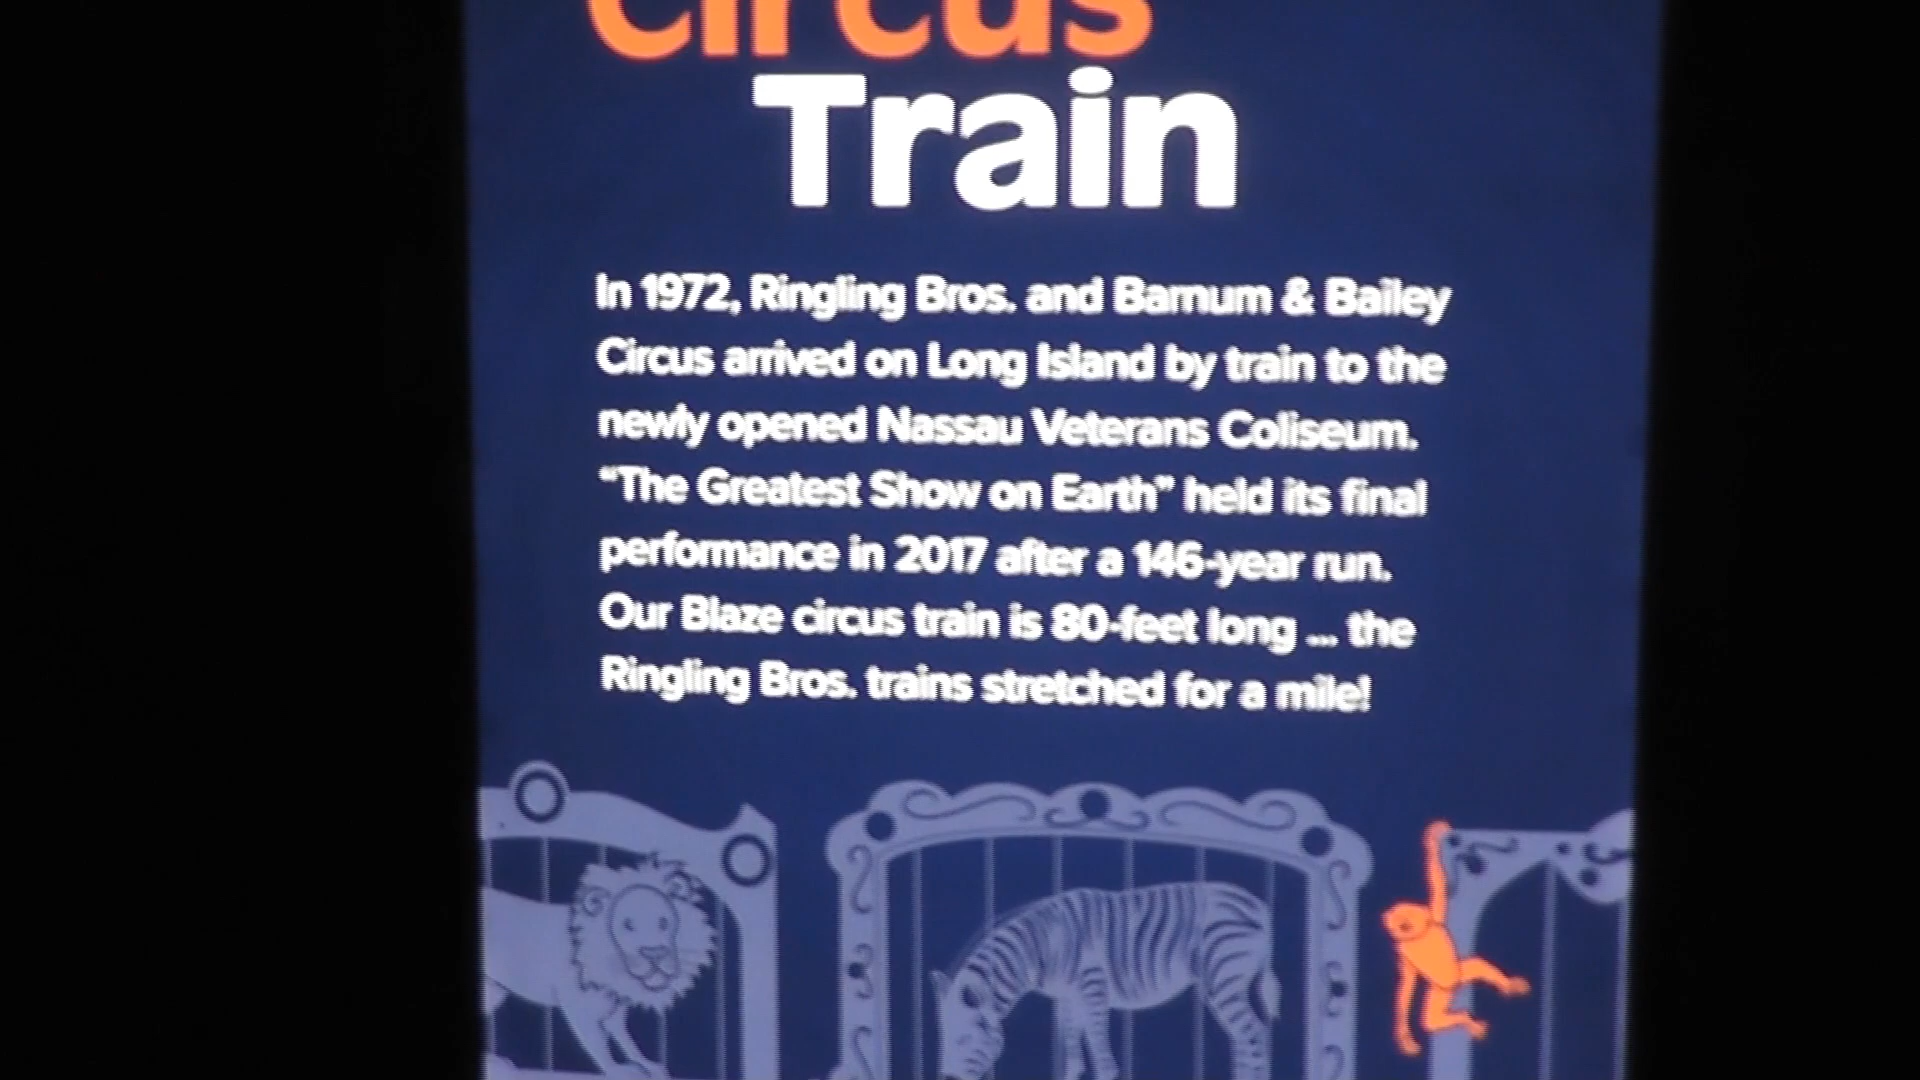 Circus
Train
In 1972, Ringling Bros. and Barnum & Bailey
Circus arrived on Long Island by train to the
newly opened Nassau Veterans Coliseum.
“The Greatest Show on Earth” held its final
performance in 2017 after a 146-year run.
Our Blaze circus train is 80-feet long ... the
Ringling Bros. trains stretched for a mile!